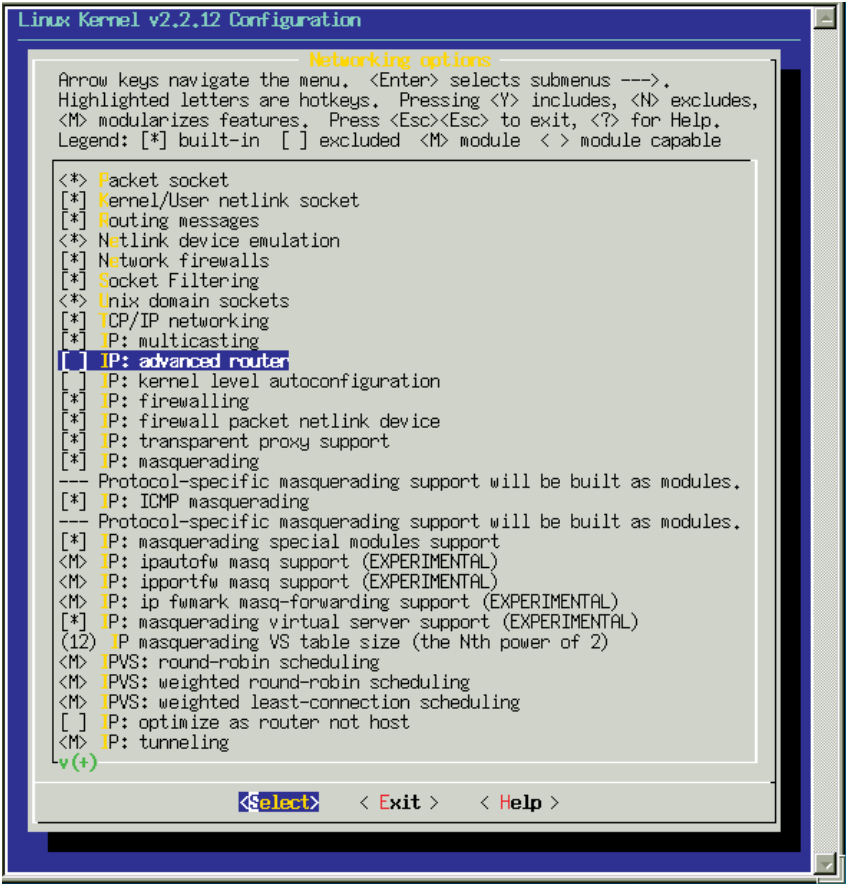 Linux Kernel v2.2.12 Configuration
Networking options
Arrow keys navigate the menu.  <Enter> selects submenus --->.
Highlighted letters are hotkeys.  Pressing <Y> includes, <N> excludes,
<M> modularizes features.  Press <Esc><Esc> to exit, <?> for Help.
Legend: [*] built-in  [ ] excluded  <M> module  < > module capable
<*> Packet socket
[*] Kernel/User netlink socket
[*] Routing messages
<*> Netlink device emulation
[*] Network firewalls
[*] Socket Filtering
<*> Unix domain sockets
[*] TCP/IP networking
[*] IP: multicasting
[ ] IP: advanced router
[ ] IP: kernel level autoconfiguration
[*] IP: firewalling
[*] IP: firewall packet netlink device
[*] IP: transparent proxy support
[*] IP: masquerading
--- Protocol-specific masquerading support will be built as modules.
[*] IP: ICMP masquerading
--- Protocol-specific masquerading support will be built as modules.
[*] IP: masquerading special modules support
<M> IP: ipautofw masq support (EXPERIMENTAL)
<M> IP: ipportfw masq support (EXPERIMENTAL)
<M> IP: ip fwmark masq-forwarding support (EXPERIMENTAL)
[*] IP: masquerading virtual server support (EXPERIMENTAL)
(12) IP masquerading VS table size (the Nth power of 2)
<M> IPVS: round-robin scheduling
<M> IPVS: weighted round-robin scheduling
<M> IPVS: weighted least-connection scheduling
[ ] IP: optimize as router not host
<M> IP: tunneling
v(+)
<Select>    < Exit >    < Help >